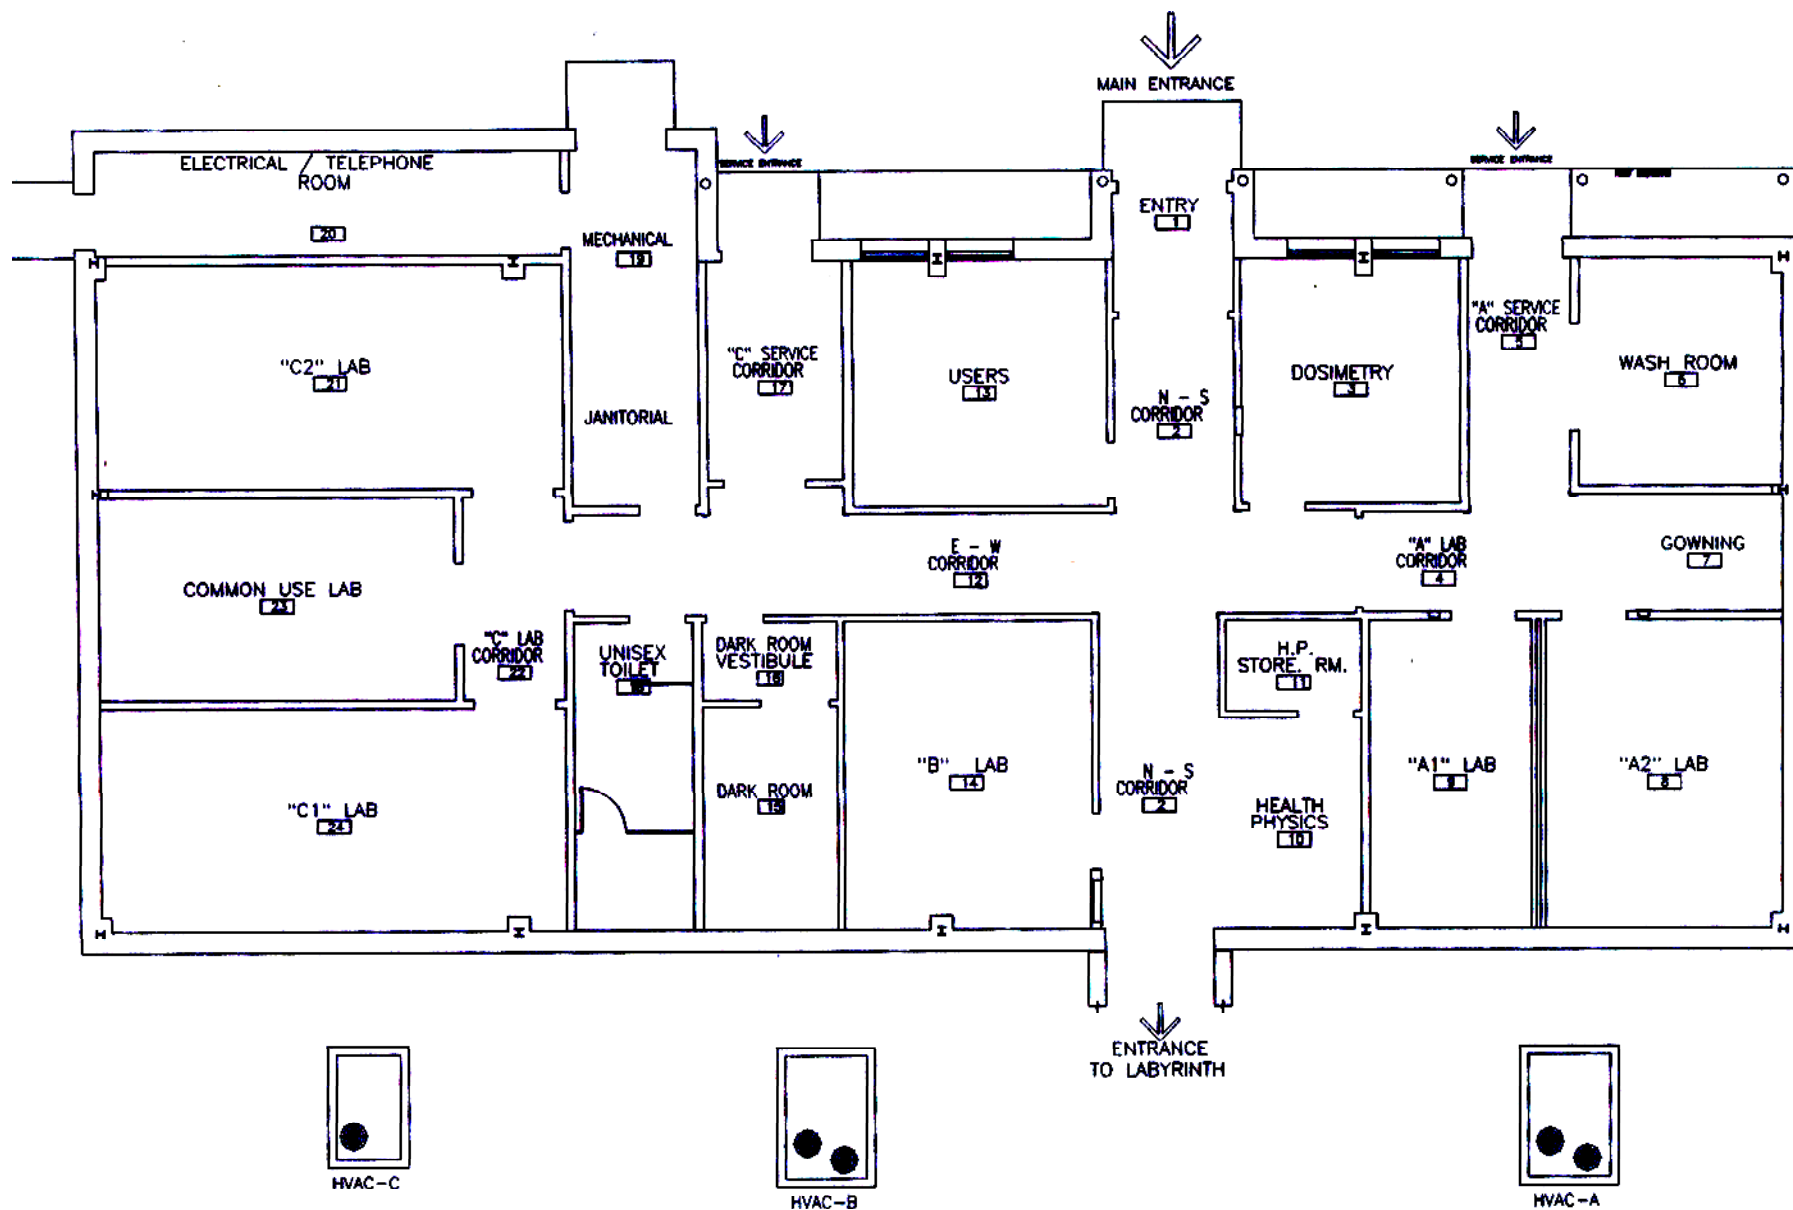 MAIN ENTRANCE
SERVICE ENTRANCE
SERVICE ENTRANCE
ELECTRICAL / TELEPHONE
ROOM
20
ENTRY
1
MECHANICAL
19
JANITORIAL
"C2" LAB
21
"C" SERVICE
CORRIDOR
17
USERS
13
N - S
CORRIDOR
2
DOSIMETRY
3
"A" SERVICE
CORRIDOR
5
WASH ROOM
6
E - W
CORRIDOR
12
"A" LAB
CORRIDOR
4
GOWNING
7
COMMON USE LAB
23
"C" LAB
CORRIDOR
22
UNISEX
TOILET
DARK ROOM
VESTIBULE
16
H.P.
STORE. RM.
11
"C1" LAB
24
DARK ROOM
15
"B" LAB
14
N - S
CORRIDOR
2
HEALTH
PHYSICS
10
"A1" LAB
9
"A2" LAB
8
ENTRANCE
TO LABYRINTH
HVAC-C
HVAC-B
HVAC-A